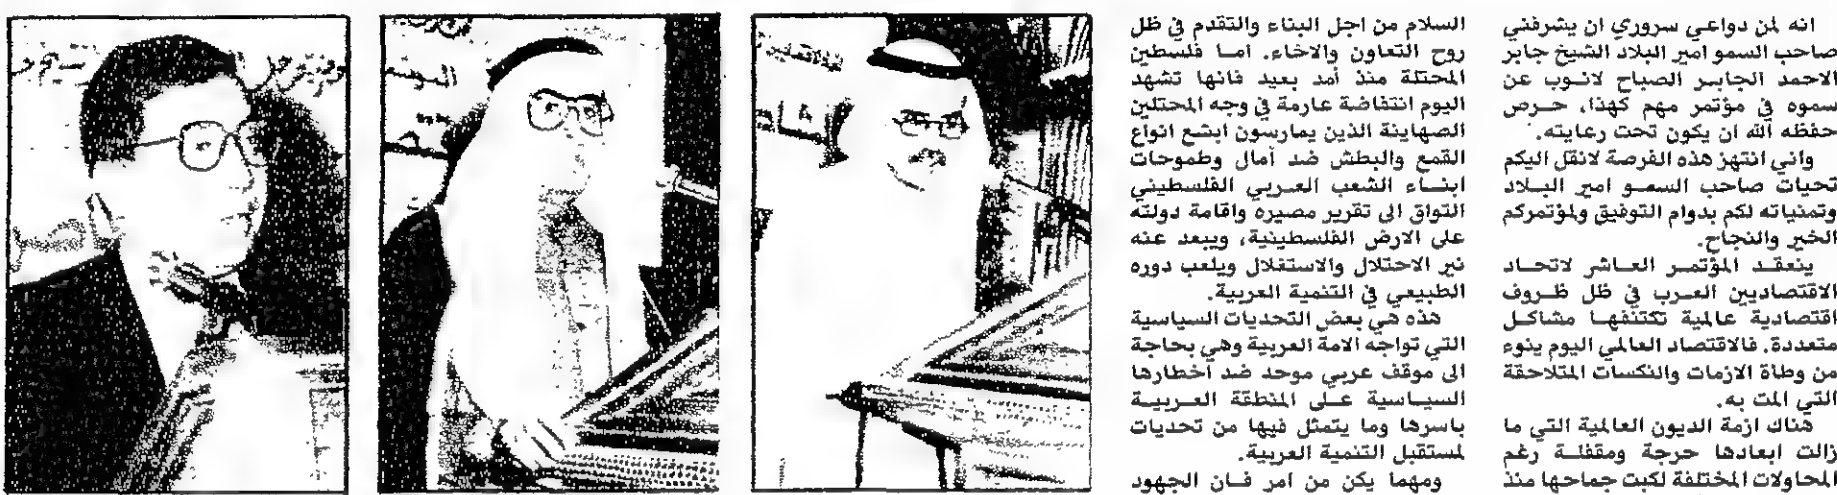 انه لمن دواعي سروري ان يشرفني
صاحب السمو امير البلاد الشيخ جابر
الاحمد الجابر الصباح لانوب عن
سموه في مؤتمر مهم كهذا، حرص
حفظه الله ان يكون تحت رعايته.
واني انتهز هذه الفرصة لانقل اليكم
تحيات صاحب السمو امير البلاد
وتمنياته لكم بدوام التوفيق ولمؤتمركم
الخير والنجاح.
ينعقد المؤتمر العاشر لاتحاد
الاقتصاديين العرب في ظل ظروف
اقتصادية عالمية تكتنفها مشاكل
متعددة. فالاقتصاد العالمي اليوم ينوء
من وطاة الازمات والنكسات المتلاحقة
التي المت به.
هناك ازمة الديون العالمية التي ما
زالت ابعادها حرجة ومقفلة رغم
المحاولات المختلفة لكبت جماحها منذ
السلام من اجل البناء والتقدم في ظل
روح التعاون والاخاء. اما فلسطين
المحتلة منذ أمد بعيد فانها تشهد
اليوم انتفاضة عارمة في وجه المحتلين
الصهاينة الذين يمارسون ابشع انواع
القمع والبطش ضد أمال وطموحات
ابناء الشعب العربي الفلسطيني
التواق الى تقرير مصيره واقامة دولته
على الارض الفلسطينية، ويبعد عنه
نير الاحتلال والاستغلال ويلعب دوره
الطبيعي في التنمية العربية.
هذه هي بعض التحديات السياسية
التي تواجه الامة العربية وهي بحاجة
الى موقف عربي موحد ضد أخطارها
السياسية على المنطقة العربية
باسرها وما يتمثل فيها من تحديات
لمستقبل التنمية العربية.
ومهما يكن من امر فان الجهود